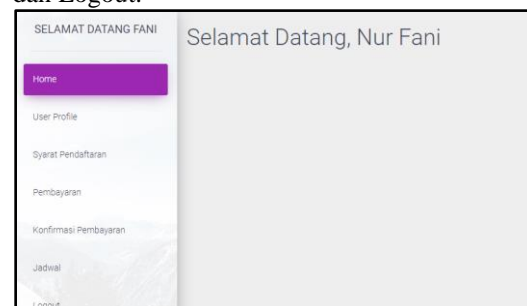 dan Logout.
SELAMAT DATANG FANI
Selamat Datang, Nur Fani
Home
User Profile
Syarat Pendaftaran
Pembayaran
Konfirmasi Pembayaran
Jadwal
Logout